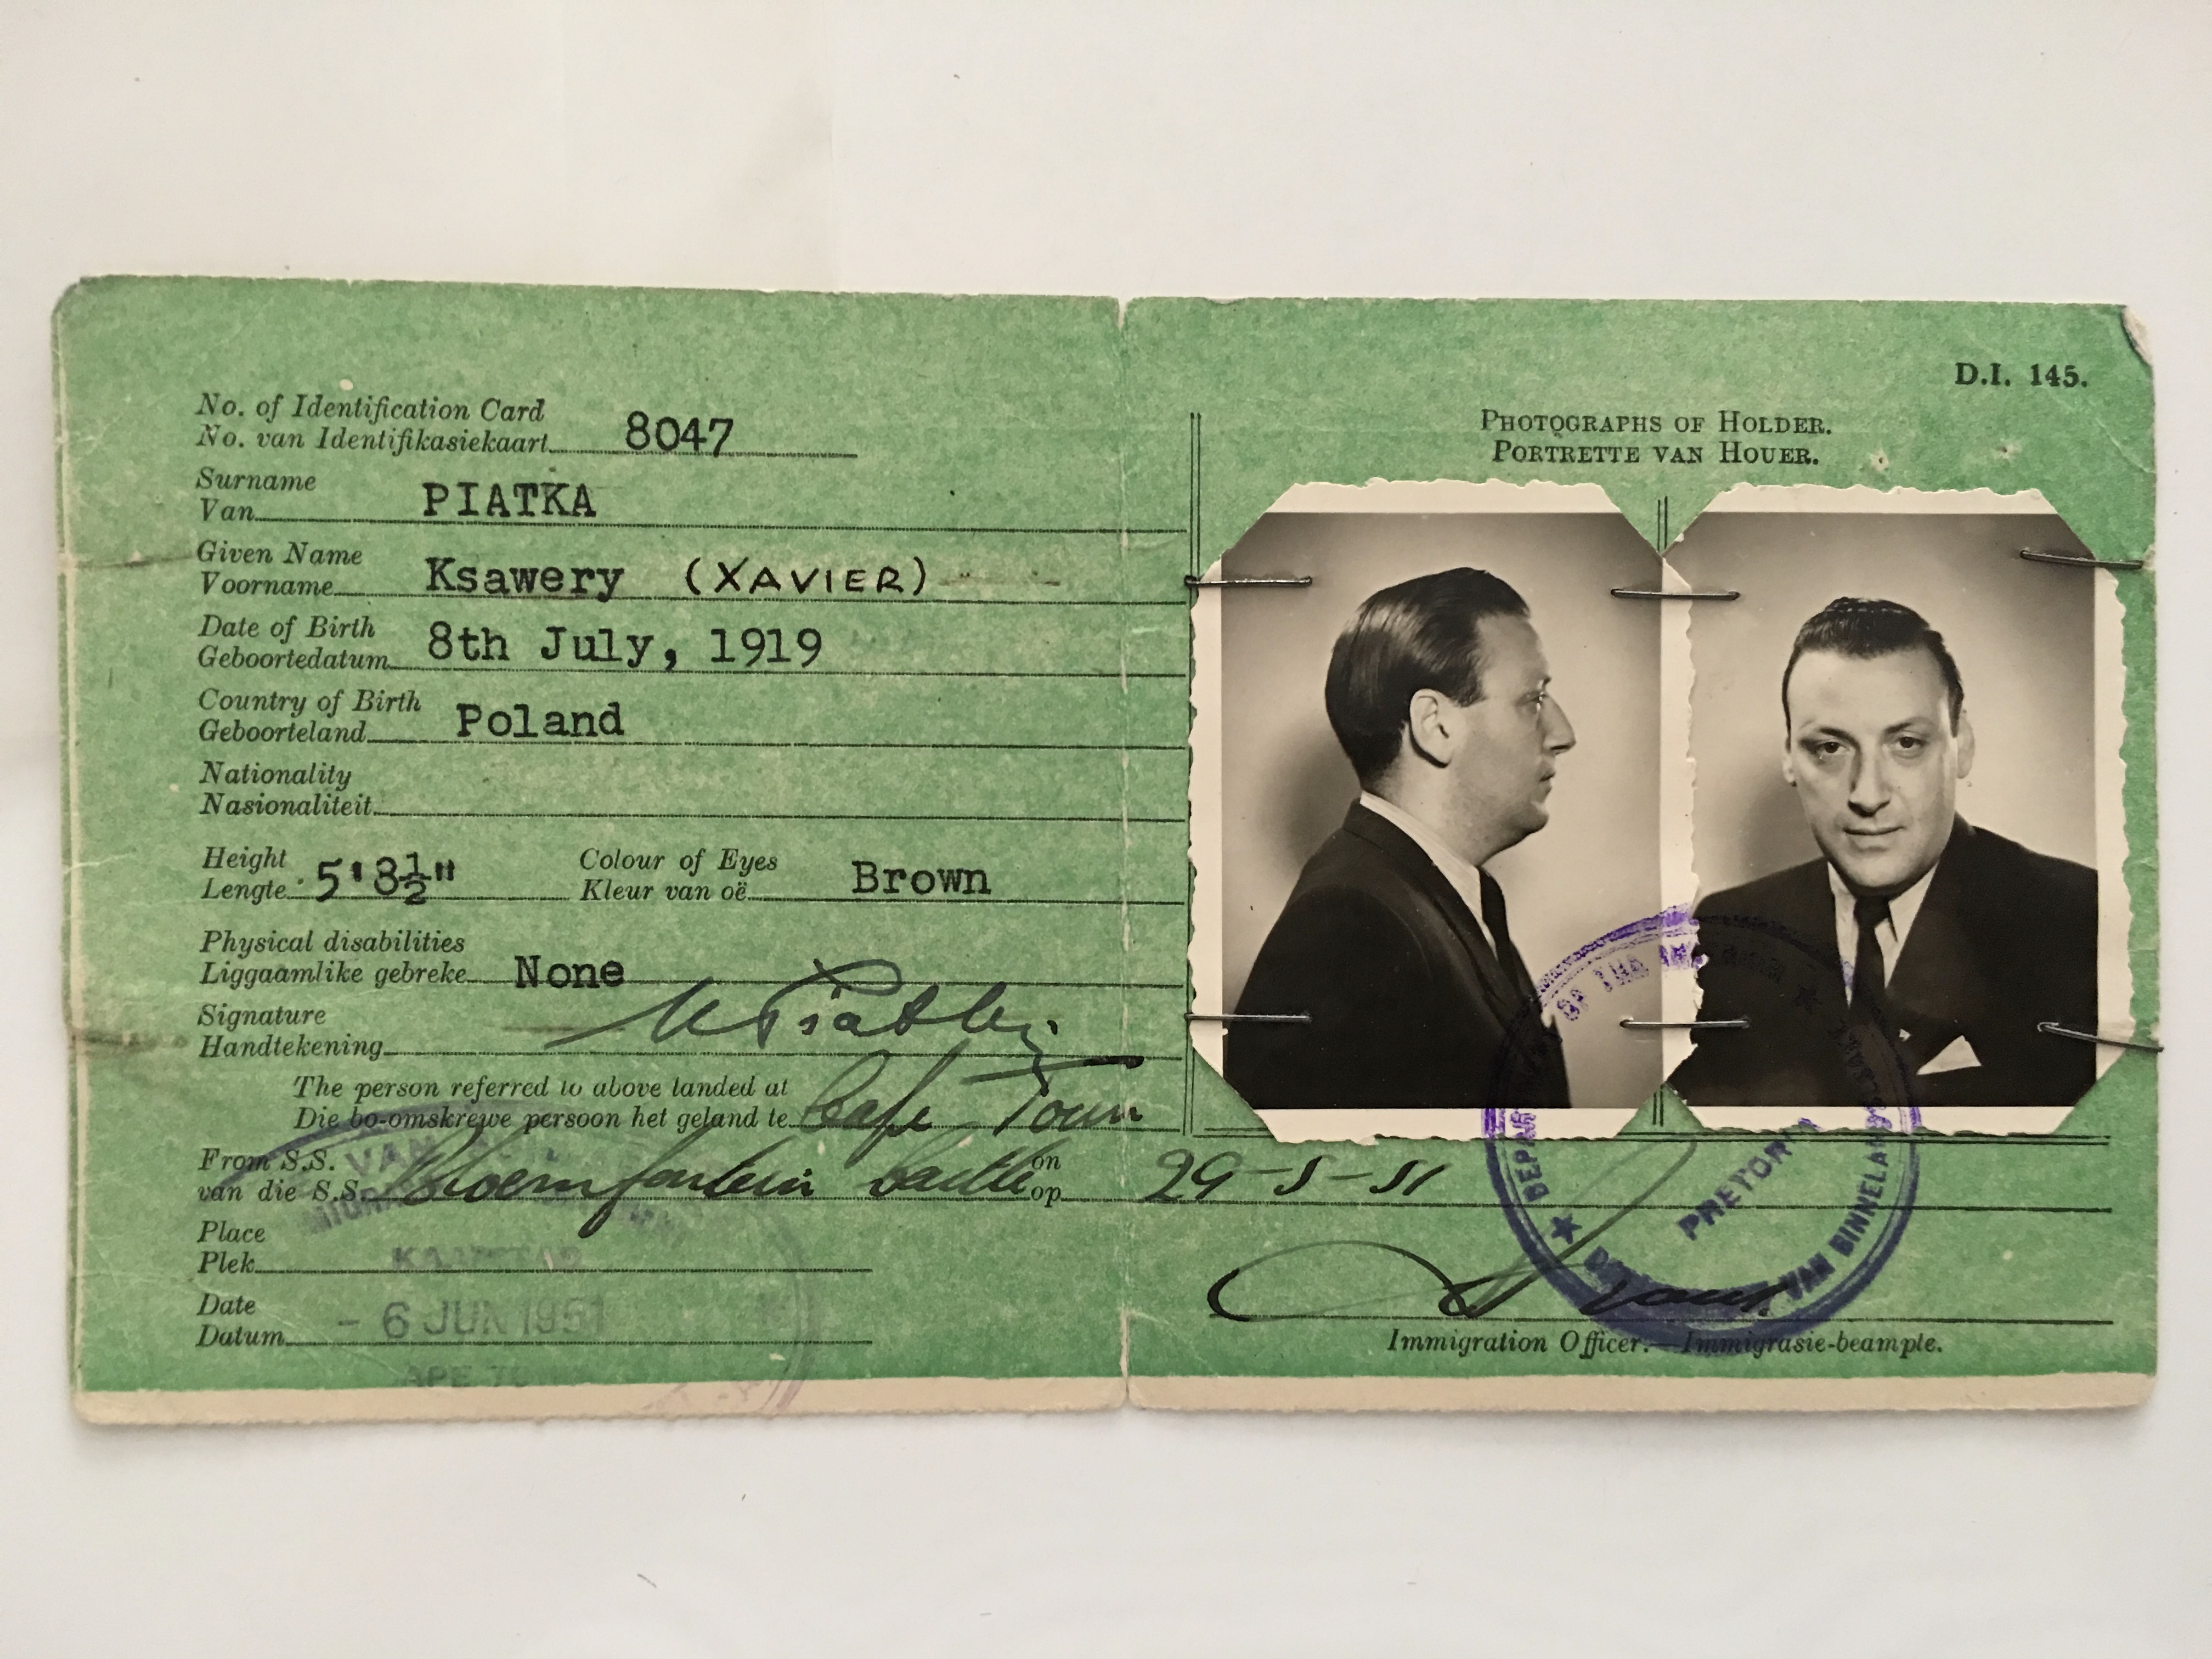 No. of Identification Card
No. van Identifikasiekaart 8047
Surname
Van PIATKA
Given Name
Voorname Ksawery (XAVIER)
Date of Birth
Geboortedatum 8th July, 1919
Country of Birth
Geboorteland Poland
Nationality
Nasionaliteit
Height
Lengte 5'8½"
Colour of Eyes
Kleur van oë Brown
Physical disabilities
Liggaamlike gebreke None
Signature
Handtekening
The person referred to above landed at
Die bo-omskrewe persoon het geland te Cape Town
From S.S.
van die S.S. Bloemfontein Castle
on
op 29-5-51
Place
Plek
Date
Datum
- 6 JUN 1951
D.I. 145.
PHOTOGRAPHS OF HOLDER.
PORTRETTE VAN HOUER.
PRETORIA
VAN BINNELANDSE
Immigration Officer.—Immigrasie-beampte.